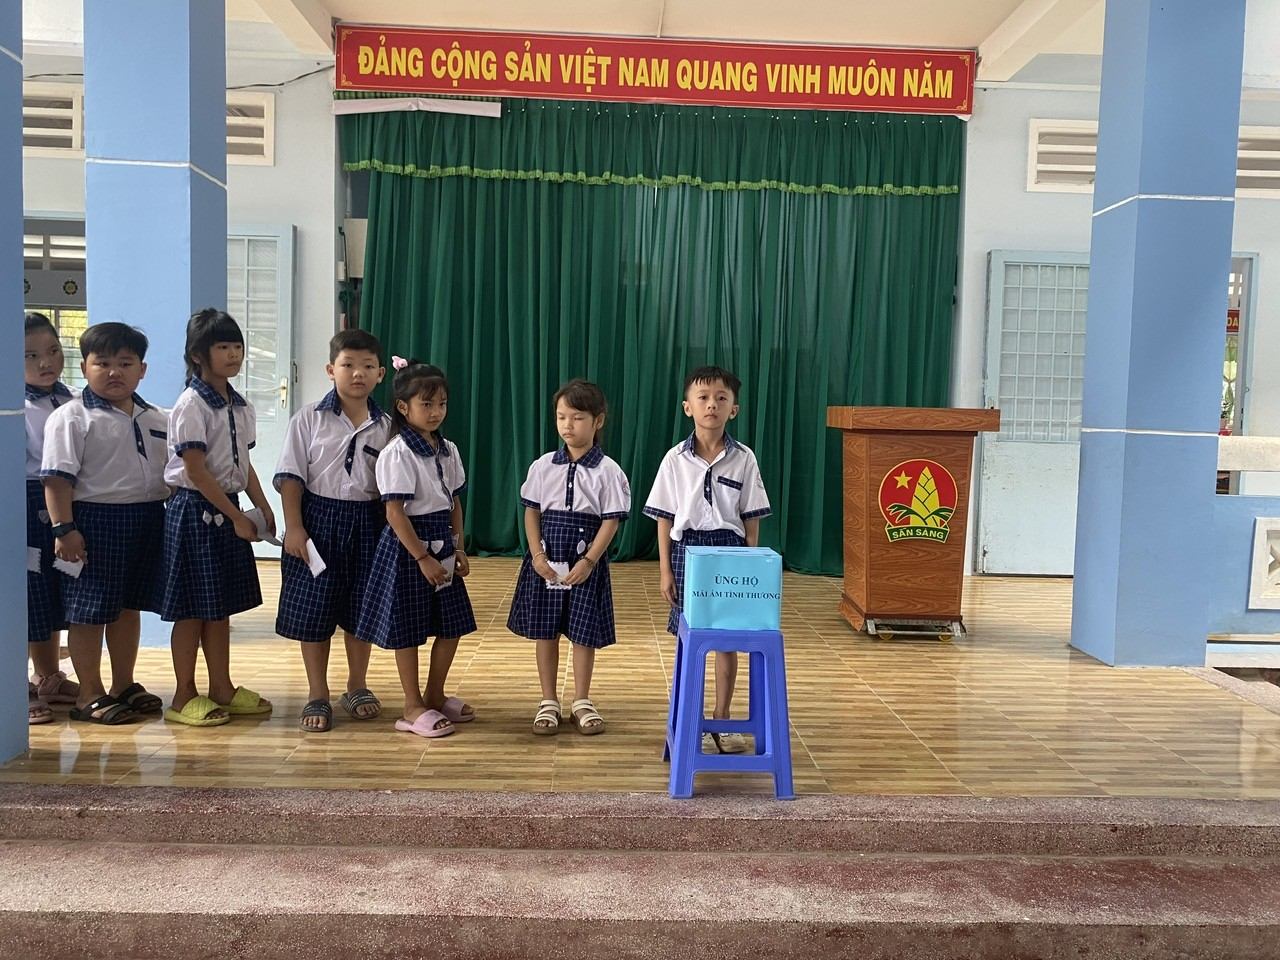 ĐẢNG CỘNG SẢN VIỆT NAM QUANG VINH MUÔN NĂM
SẴN SÀNG
ỦNG HỘ
MÁI ẤM TÌNH THƯƠNG